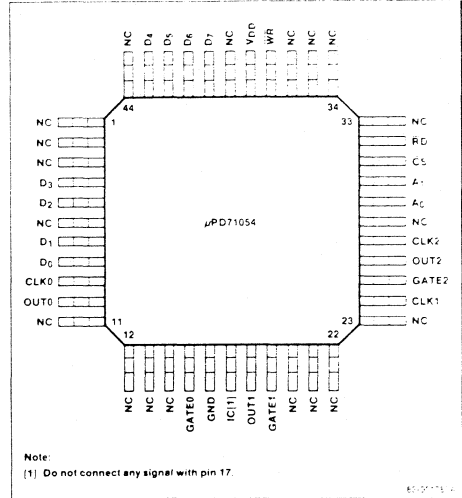 NC D4 D5 D6 D7 NC VDD WR NC NC NC
44 34
1 33
NC NC
NC RD
NC CS
D3 A1
D2 A0
NC NC
D1 CLK2
D0 OUT2
CLK0 GATE2
OUT0 CLK1
NC NC
µPD71054
11 23
12 22
NC NC NC GATE0 GND IC[1] OUT1 GATE1 NC NC NC
Note:
[1] Do not connect any signal with pin 17.